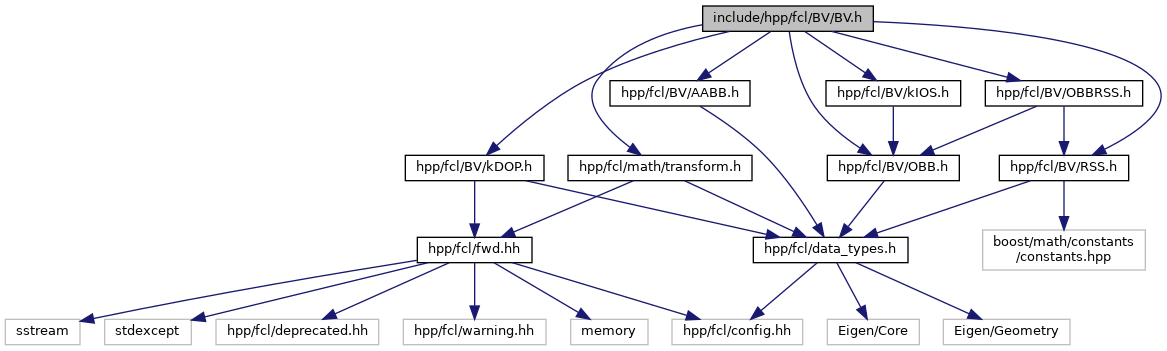 include/hpp/fcl/BV/BV.h
hpp/fcl/BV/AABB.h
hpp/fcl/BV/kIOS.h
hpp/fcl/BV/OBBRSS.h
hpp/fcl/BV/kDOP.h
hpp/fcl/math/transform.h
hpp/fcl/BV/OBB.h
hpp/fcl/BV/RSS.h
hpp/fcl/fwd.hh
hpp/fcl/data_types.h
boost/math/constants
/constants.hpp
sstream
stdexcept
hpp/fcl/deprecated.hh
hpp/fcl/warning.hh
memory
hpp/fcl/config.hh
Eigen/Core
Eigen/Geometry